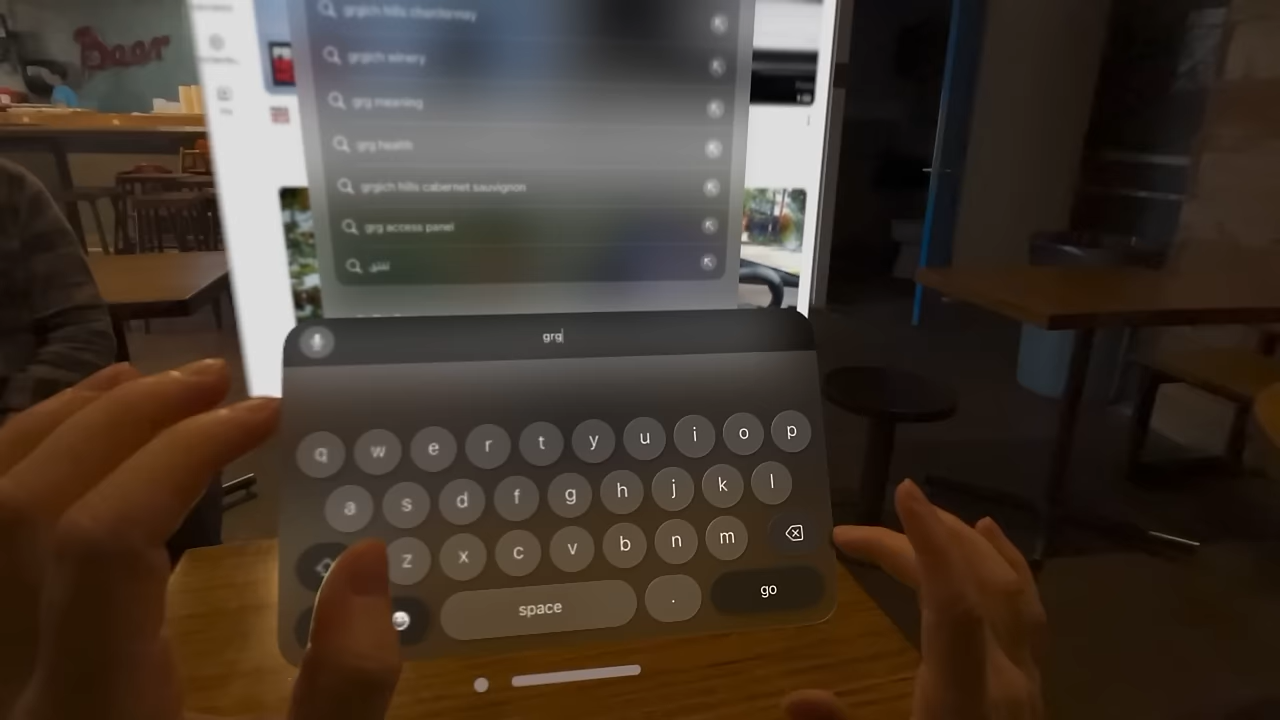 Beer
grgich hills chardonnay
grgich winery
grg meaning
grg health
grgich hills cabernet sauvignon
grg access panel
grg
q w e r t y u i o p
a s d f g h j k l
z x c v b n m
space . go